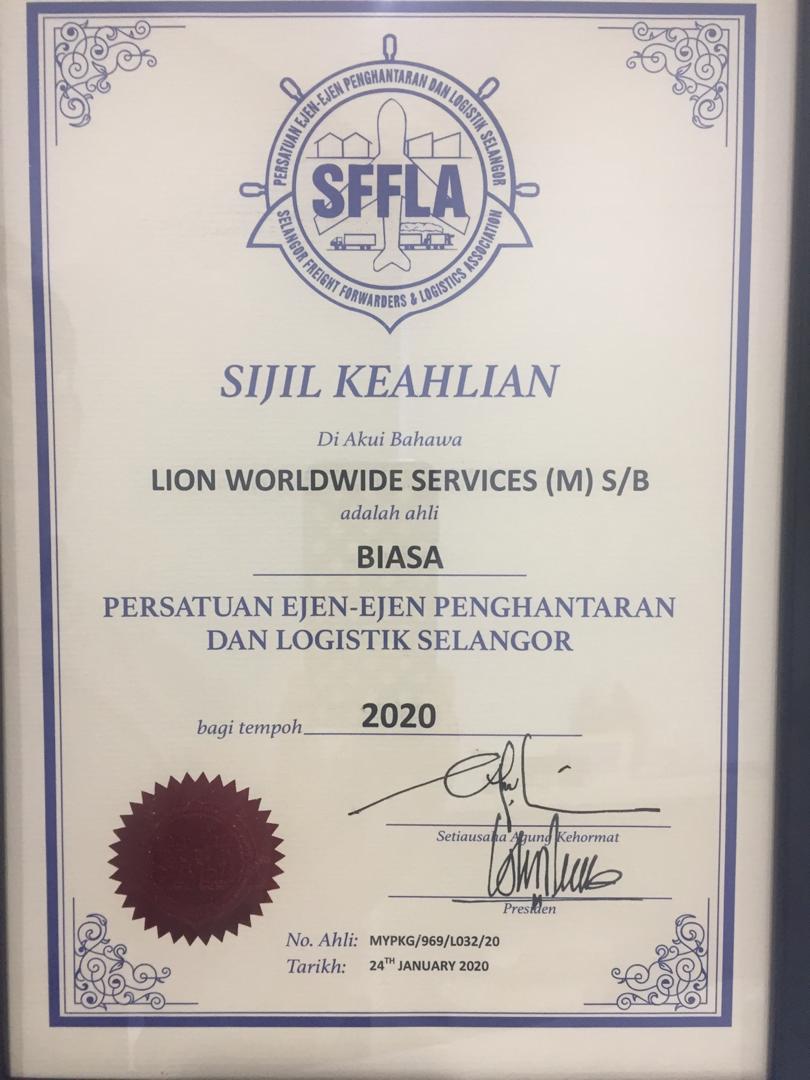 PERSATUAN EJEN-EJEN PENGHANTARAN DAN LOGISTIK SELANGOR
SFFLA
SELANGOR FREIGHT FORWARDERS & LOGISTICS ASSOCIATION
SIJIL KEAHLIAN
Di Akui Bahawa
LION WORLDWIDE SERVICES (M) S/B
adalah ahli
BIASA
PERSATUAN EJEN-EJEN PENGHANTARAN
DAN LOGISTIK SELANGOR
bagi tempoh 2020
Setiausaha Agung Kehormat
Presiden
No. Ahli: MYPKG/969/L032/20
Tarikh: 24TH JANUARY 2020